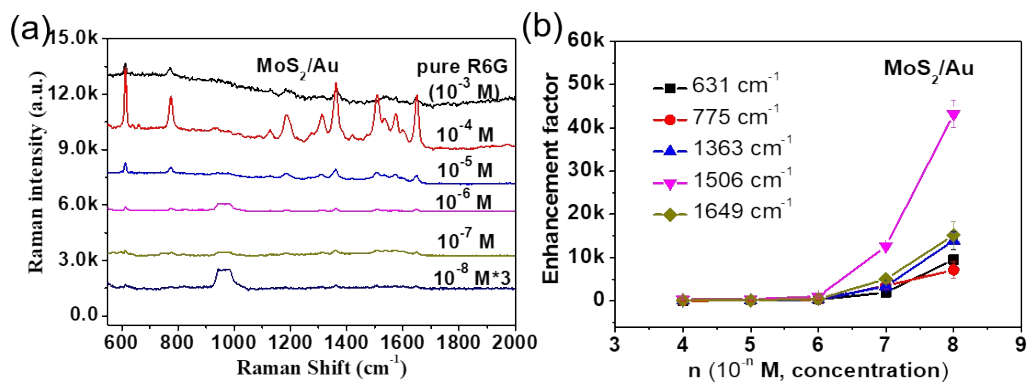 (a)
15.0k
12.0k
9.0k
6.0k
3.0k
0.0
Raman intensity (a.u.)
MoS₂/Au
pure R6G
(10⁻³ M)
10⁻⁴ M
10⁻⁵ M
10⁻⁶ M
10⁻⁷ M
10⁻⁸ M*3
600 800 1000 1200 1400 1600 1800 2000
Raman Shift (cm⁻¹)
(b)
60k
50k
40k
30k
20k
10k
0
Enhancement factor
MoS₂/Au
631 cm⁻¹
775 cm⁻¹
1363 cm⁻¹
1506 cm⁻¹
1649 cm⁻¹
3 4 5 6 7 8 9
n (10⁻ⁿ M, concentration)